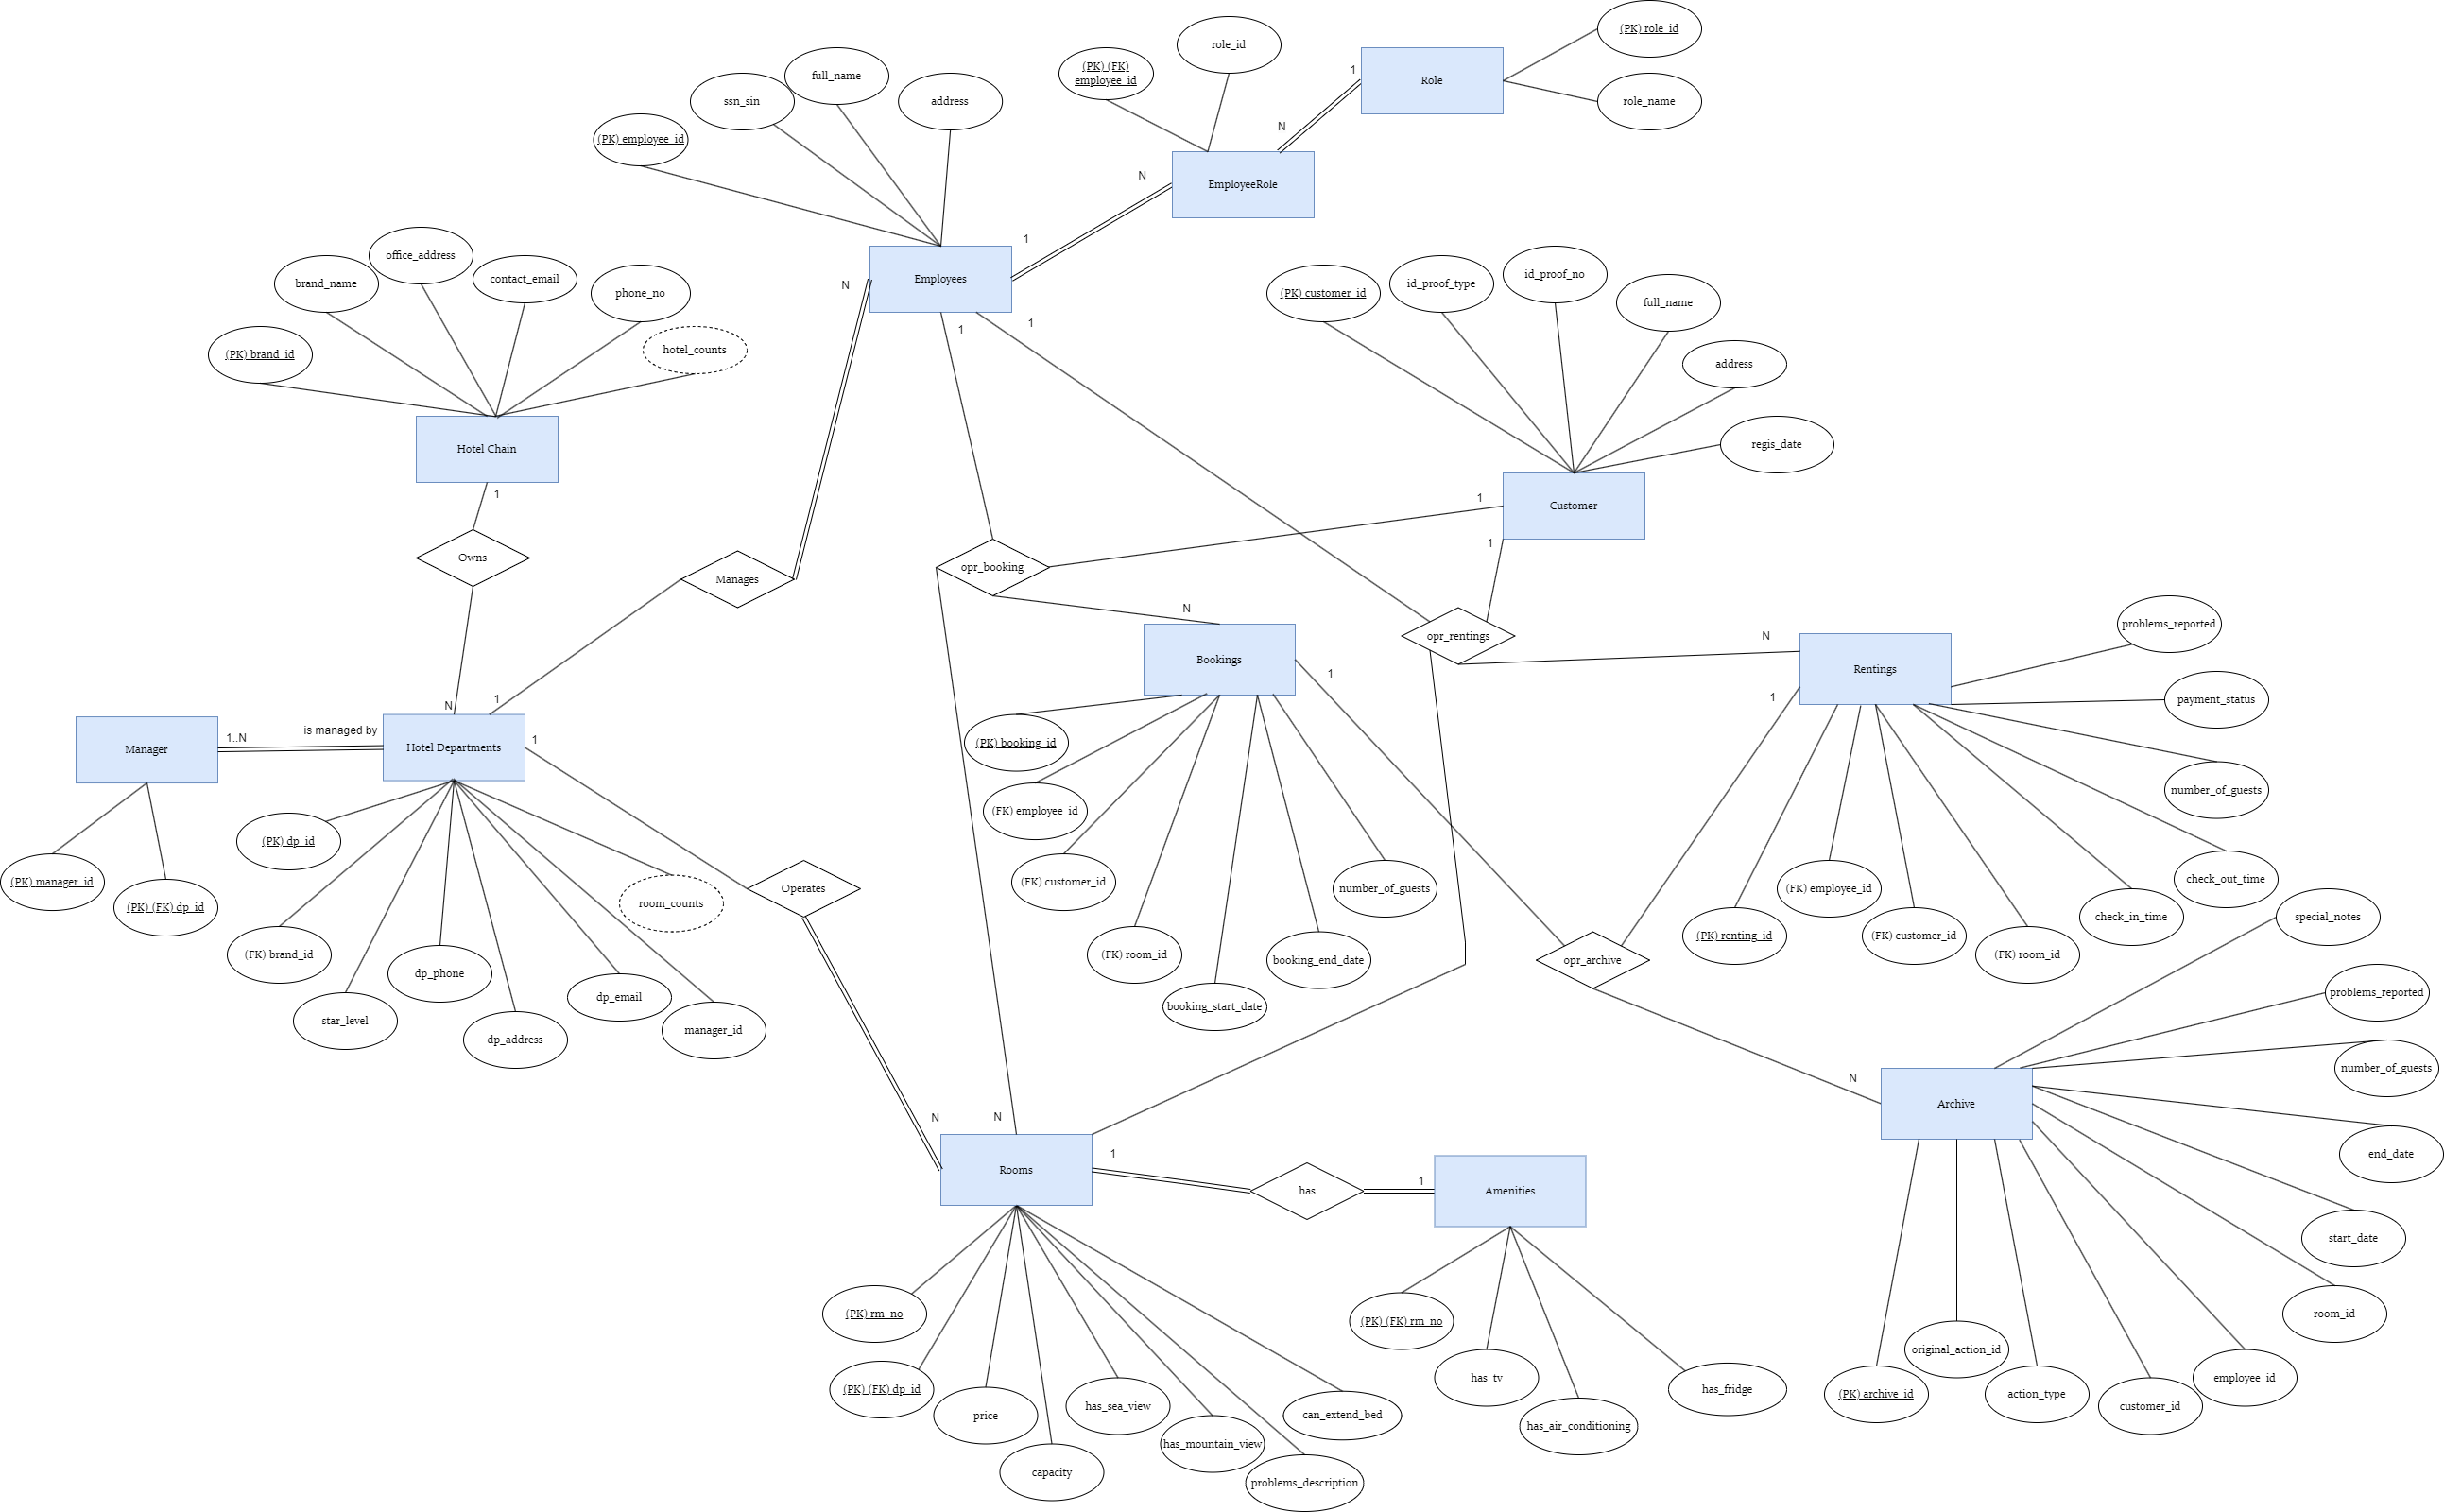 (PK) role_id
role_id
Role
(PK) (FK)
employee_id
full_name
ssn_sin
address
role_name
1
N
(PK) employee_id
EmployeeRole
N
1
Employees
N
1
1
office_address
brand_name
contact_email
phone_no
hotel_counts
(PK) brand_id
Hotel Chain
1
Owns
(PK) customer_id
id_proof_type
id_proof_no
full_name
address
regis_date
Customer
1
1
Manages
opr_booking
N
opr_rentings
N
problems_reported
Bookings
1
Rentings
1
payment_status
Manager
1..N
is managed by
N
1
Hotel Departments
1
(PK) booking_id
number_of_guests
(PK) manager_id
(PK) (FK) dp_id
(PK) dp_id
(FK) employee_id
Operates
room_counts
(FK) customer_id
number_of_guests
(FK) employee_id
check_out_time
(FK) brand_id
dp_phone
star_level
dp_address
dp_email
manager_id
(FK) room_id
booking_start_date
booking_end_date
opr_archive
(PK) renting_id
(FK) customer_id
(FK) room_id
check_in_time
special_notes
problems_reported
number_of_guests
N
Archive
end_date
N
N
Rooms
1
has
1
Amenities
start_date
room_id
(PK) rm_no
(PK) (FK) dp_id
price
capacity
has_sea_view
has_mountain_view
problems_description
can_extend_bed
(PK) (FK) rm_no
has_tv
has_air_conditioning
has_fridge
(PK) archive_id
original_action_id
action_type
customer_id
employee_id